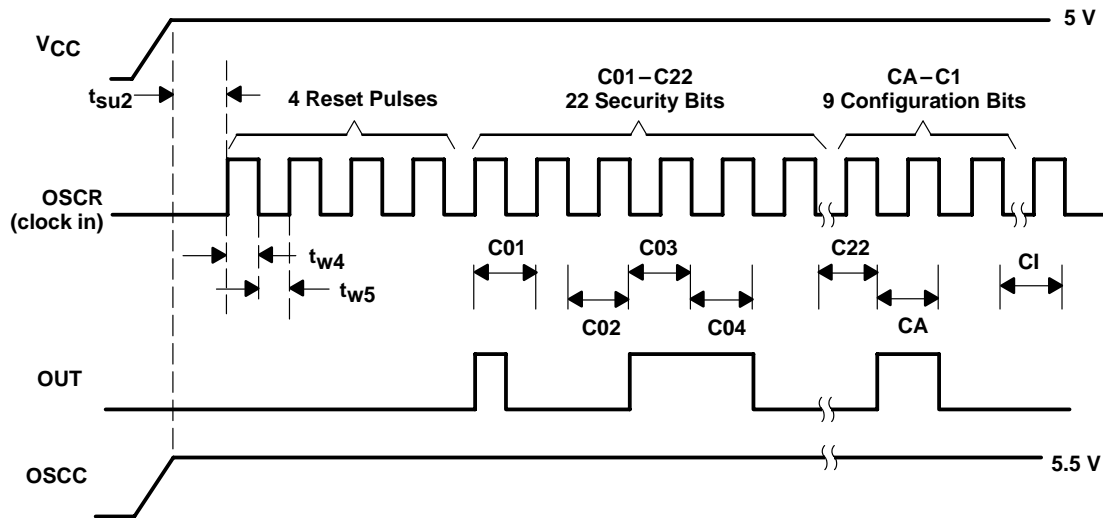 VCC
5 V
tsu2
4 Reset Pulses
C01–C22
22 Security Bits
CA–C1
9 Configuration Bits
OSCR
(clock in)
tw4
tw5
C01
C02
C03
C04
C22
CA
CI
OUT
OSCC
5.5 V